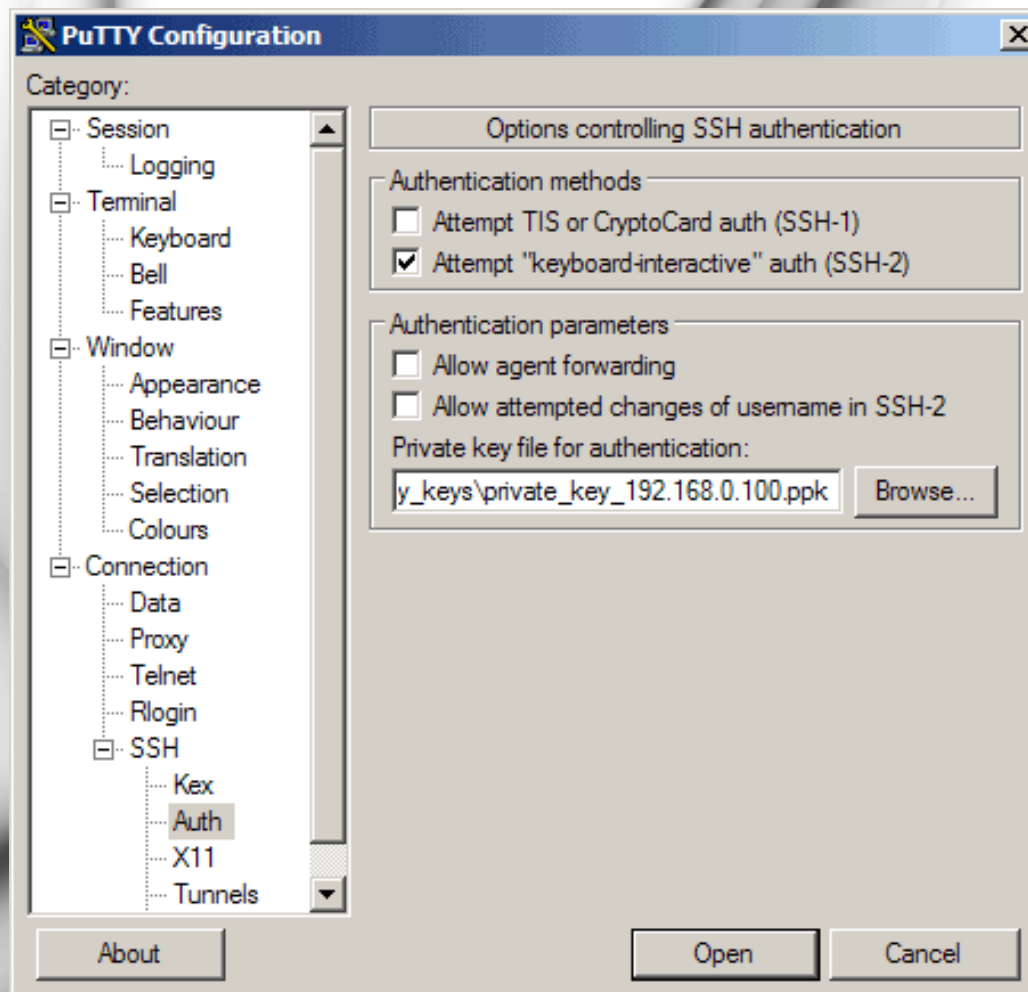 PuTTY Configuration
Category:
Session
Logging
Terminal
Keyboard
Bell
Features
Window
Appearance
Behaviour
Translation
Selection
Colours
Connection
Data
Proxy
Telnet
Rlogin
SSH
Kex
Auth
X11
Tunnels
Options controlling SSH authentication
Authentication methods
Attempt TIS or CryptoCard auth (SSH-1)
Attempt "keyboard-interactive" auth (SSH-2)
Authentication parameters
Allow agent forwarding
Allow attempted changes of username in SSH-2
Private key file for authentication:
y_keys\private_key_192.168.0.100.ppk
Browse...
About
Open
Cancel